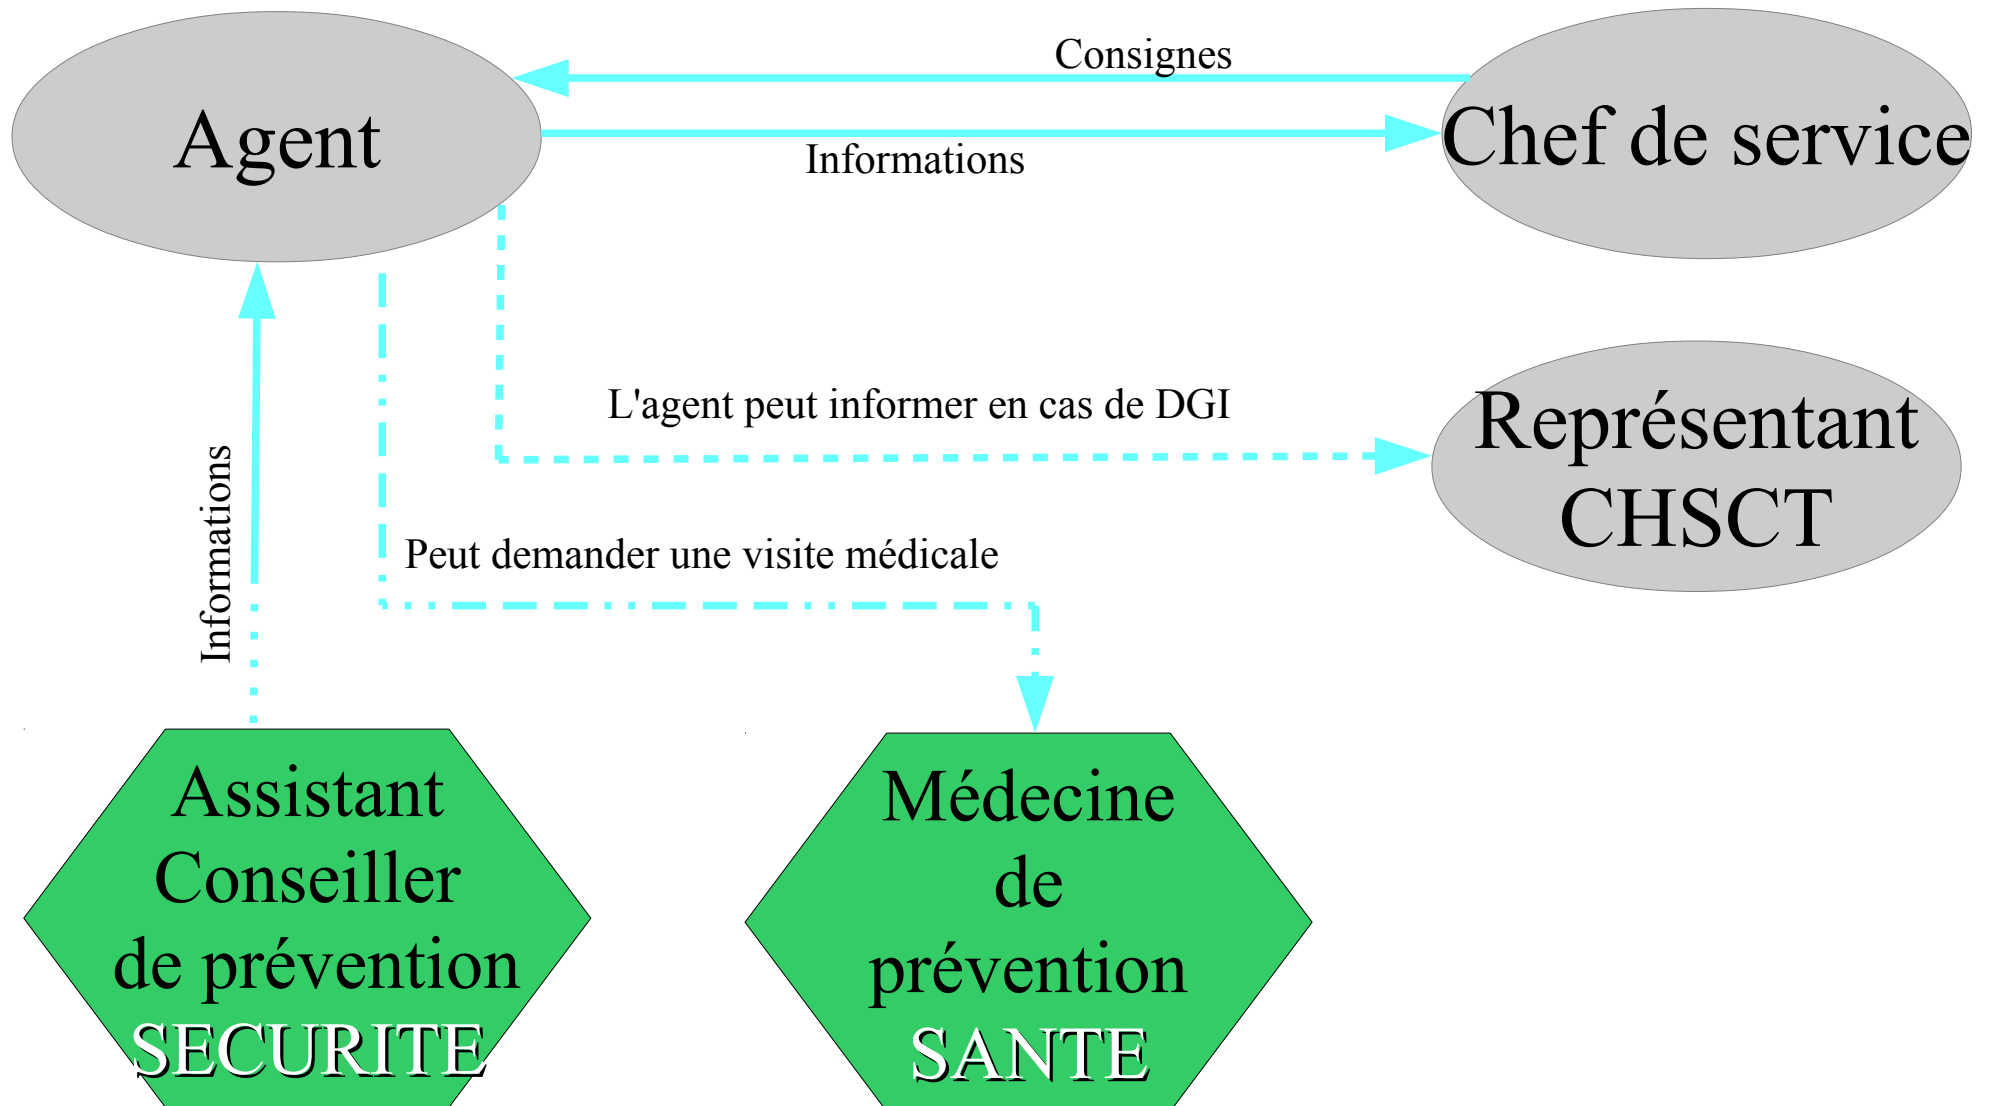 Consignes
Agent
Chef de service
Informations
L'agent peut informer en cas de DGI
Représentant
CHSCT
Informations
Peut demander une visite médicale
Assistant
Conseiller
de prévention
SECURITE
Médecine
de
prévention
SANTE